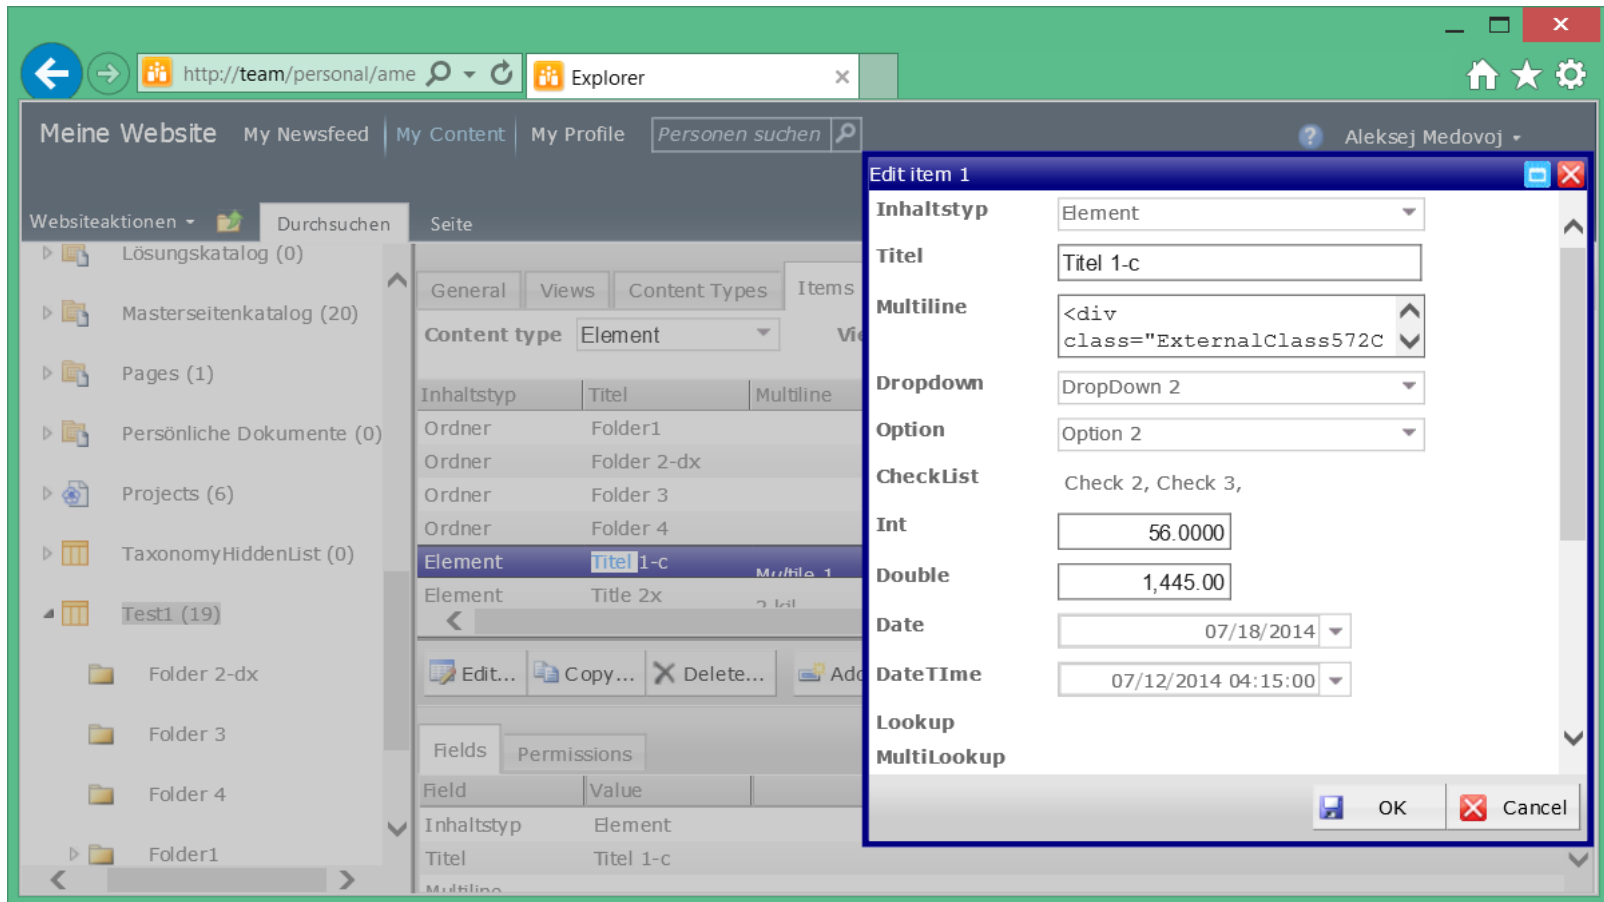 http://team/personal/ame
Explorer
Meine Website My Newsfeed My Content My Profile Personen suchen
? Aleksej Medovoj
Websiteaktionen Durchsuchen Seite
Lösungskatalog (0)
Masterseitenkatalog (20)
Pages (1)
Persönliche Dokumente (0)
Projects (6)
TaxonomyHiddenList (0)
Test1 (19)
Folder 2-dx
Folder 3
Folder 4
Folder1
General Views Content Types Items
Content type Element
Inhaltstyp Titel Multiline
Ordner Folder1
Ordner Folder 2-dx
Ordner Folder 3
Ordner Folder 4
Element Titel 1-c
Element Title 2x
Edit... Copy... Delete... Add
Fields Permissions
Field Value
Inhaltstyp Element
Titel Titel 1-c
Multiline
Edit item 1
Inhaltstyp Element
Titel Titel 1-c
Multiline <div
class="ExternalClass572C
Dropdown DropDown 2
Option Option 2
CheckList Check 2, Check 3,
Int 56.0000
Double 1,445.00
Date 07/18/2014
DateTIme 07/12/2014 04:15:00
Lookup
MultiLookup
OK Cancel